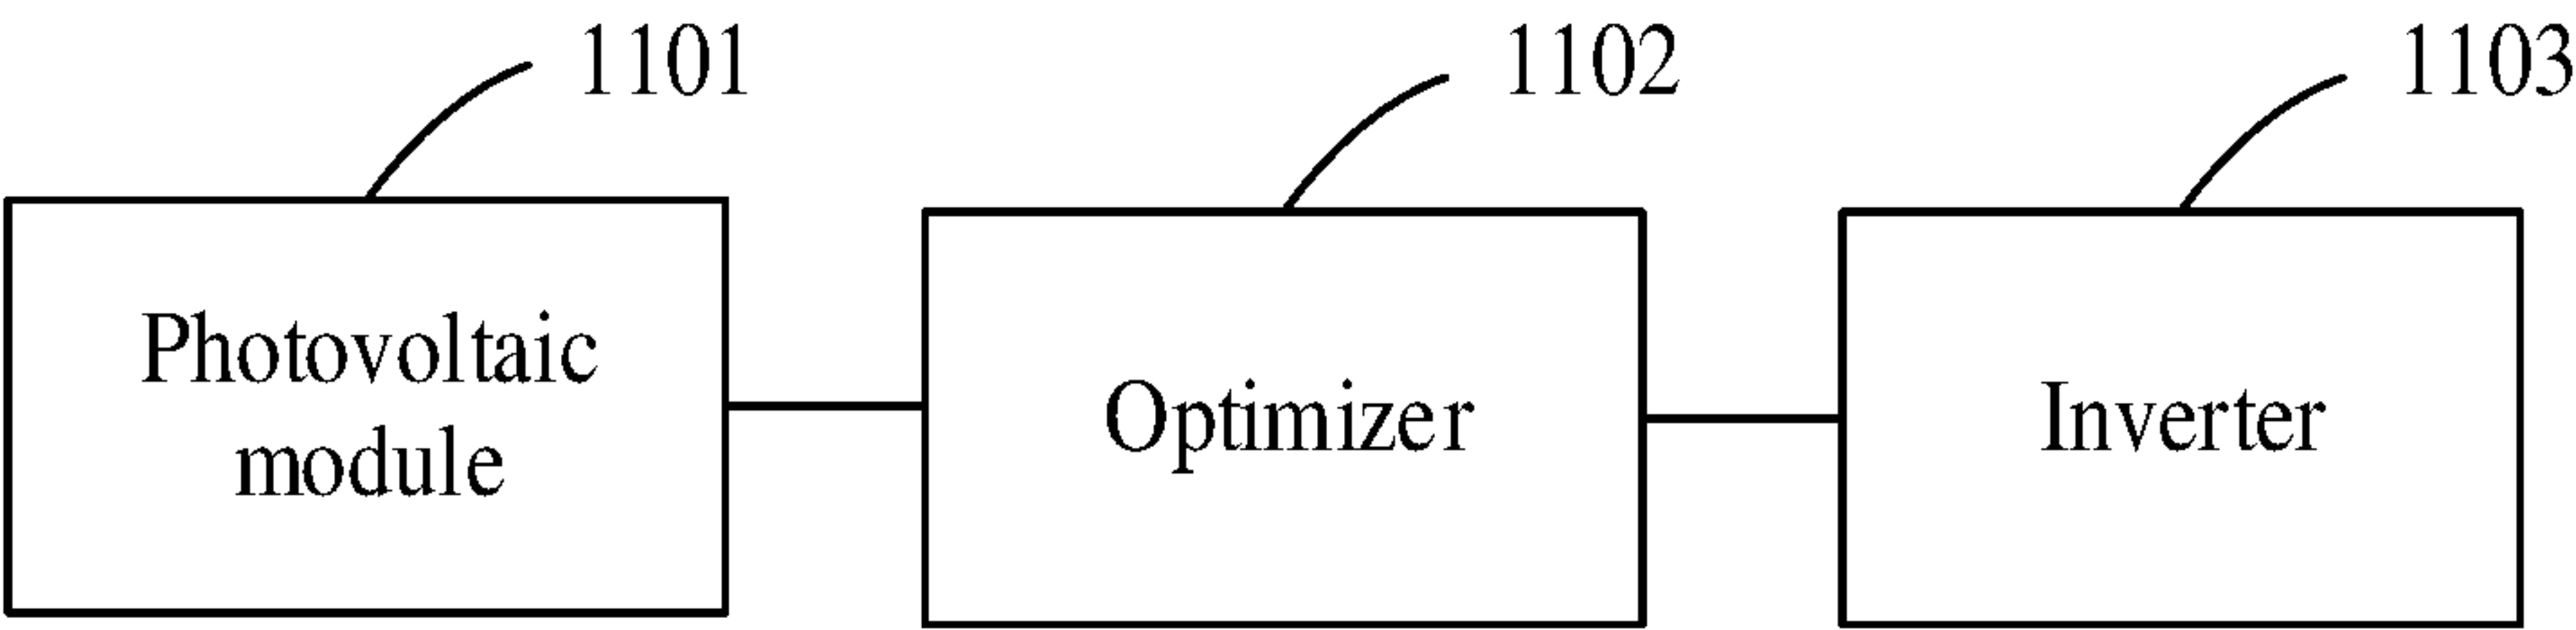 1101
1102
1103
Photovoltaic
module
Optimizer
Inverter